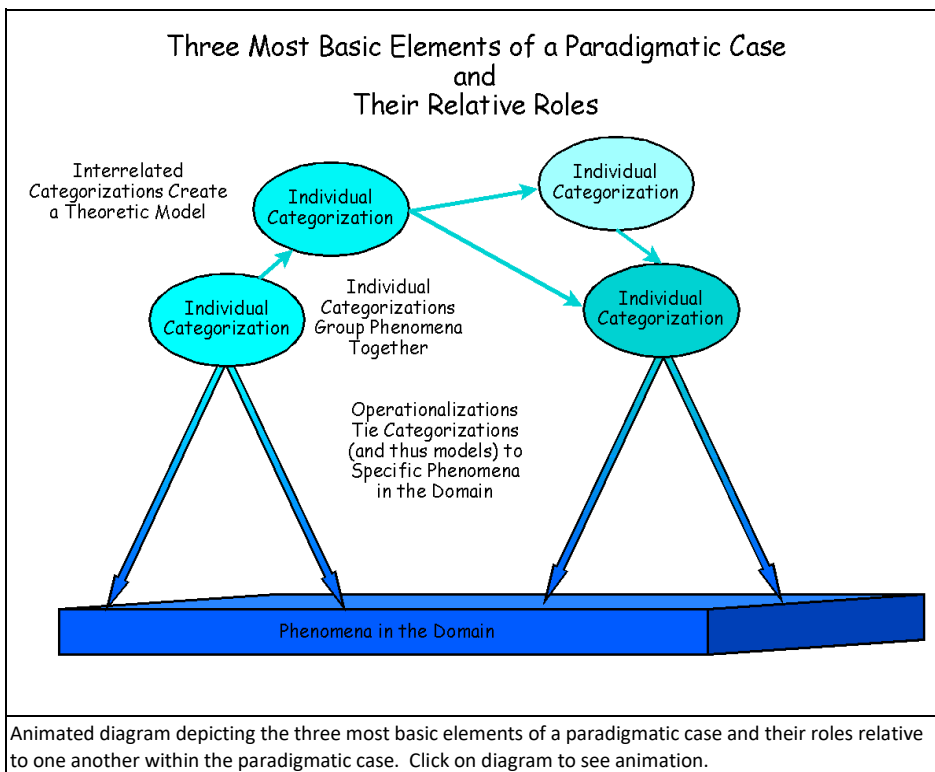 Three Most Basic Elements of a Paradigmatic Case
and
Their Relative Roles
Interrelated
Categorizations Create
a Theoretic Model
Individual
Categorization
Individual
Categorization
Individual
Categorization
Individual
Categorizations
Group Phenomena
Together
Individual
Categorization
Operationalizations
Tie Categorizations
(and thus models) to
Specific Phenomena
in the Domain
Phenomena in the Domain
Animated diagram depicting the three most basic elements of a paradigmatic case and their roles relative
to one another within the paradigmatic case.  Click on diagram to see animation.